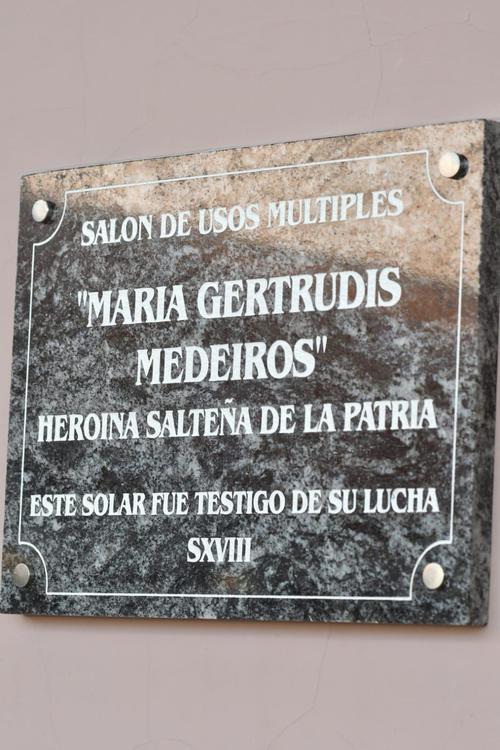 SALON DE USOS MULTIPLES
"MARIA GERTRUDIS
MEDEIROS"
HEROINA SALTEÑA DE LA PATRIA
ESTE SOLAR FUE TESTIGO DE SU LUCHA
SXVIII